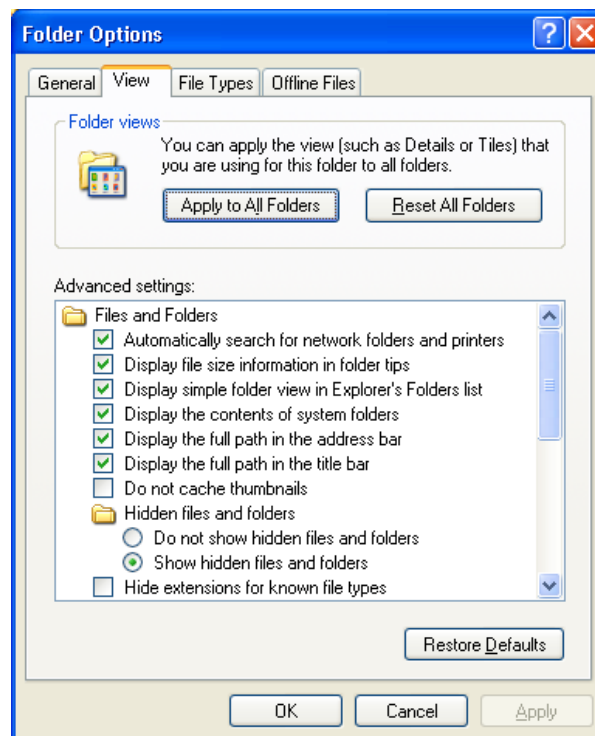 Folder Options
General View File Types Offline Files
Folder views
You can apply the view (such as Details or Tiles) that
you are using for this folder to all folders.
Apply to All Folders Reset All Folders
Advanced settings:
Files and Folders
Automatically search for network folders and printers
Display file size information in folder tips
Display simple folder view in Explorer's Folders list
Display the contents of system folders
Display the full path in the address bar
Display the full path in the title bar
Do not cache thumbnails
Hidden files and folders
Do not show hidden files and folders
Show hidden files and folders
Hide extensions for known file types
Restore Defaults
OK Cancel Apply